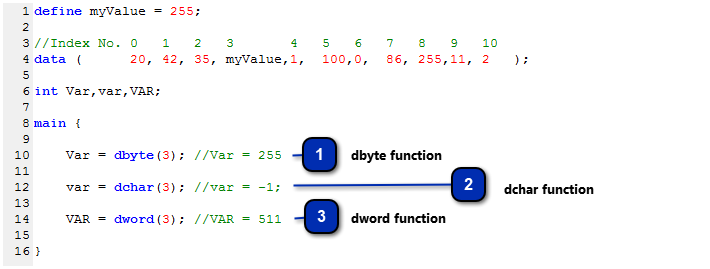 1 define myValue = 255;
2
3 //Index No. 0 1 2 3 4 5 6 7 8 9 10
4 data ( 20, 42, 35, myValue,1, 100,0, 86, 255,11, 2 );
5
6 int Var,var,VAR;
7
8 main {
9
10 Var = dbyte(3); //Var = 255 1 dbyte function
11
12 var = dchar(3); //var = -1; 2 dchar function
13
14 VAR = dword(3); //VAR = 511 3 dword function
15
16 }